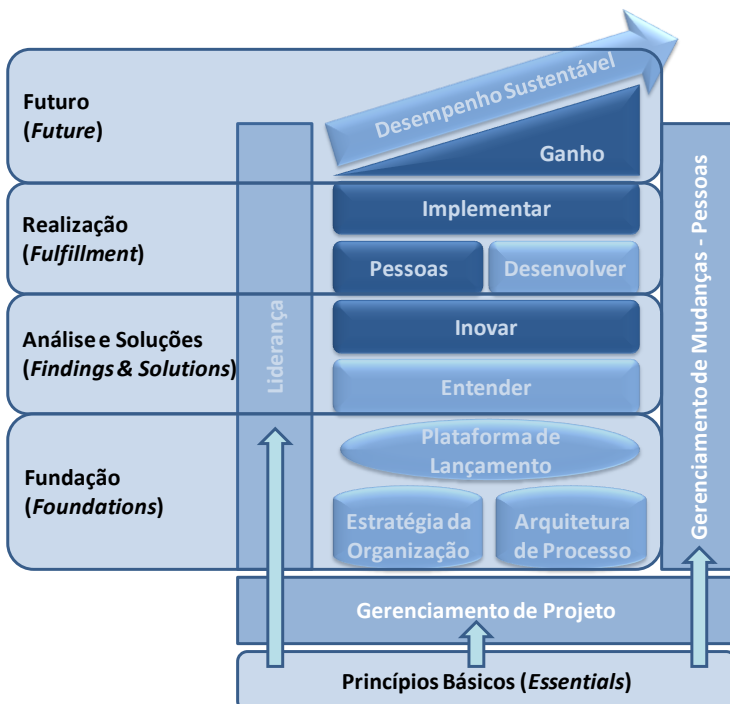 Desempenho Sustentável
Futuro
(Future)
Ganho
Realização
(Fulfillment)
Implementar
Pessoas
Desenvolver
Análise e Soluções
(Findings & Solutions)
Inovar
Entender
Fundação
(Foundations)
Plataforma de
Lançamento
Estratégia da
Organização
Arquitetura
de Processo
Liderança
Gerenciamento de Mudanças - Pessoas
Gerenciamento de Projeto
Princípios Básicos (Essentials)